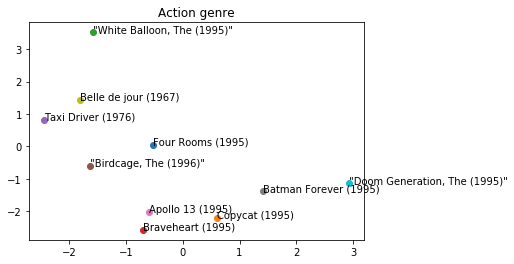 Action genre
"White Balloon, The (1995)"
Belle de jour (1967)
Taxi Driver (1976)
Four Rooms (1995)
"Birdcage, The (1996)"
"Doom Generation, The (1995)"
Batman Forever (1995)
Apollo 13 (1995)
Copycat (1995)
Braveheart (1995)
3
2
1
0
−1
−2
−2 −1 0 1 2 3